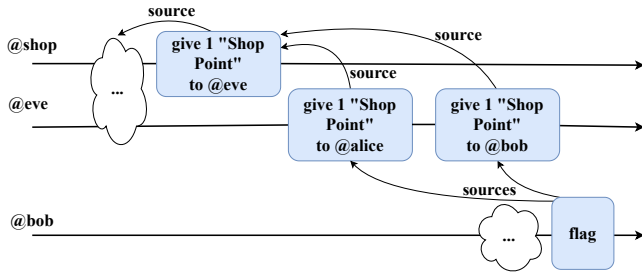 source
@shop
give 1 "Shop
Point"
to @eve
source
source
...
@eve
give 1 "Shop
Point"
to @alice
give 1 "Shop
Point"
to @bob
sources
@bob
...
flag